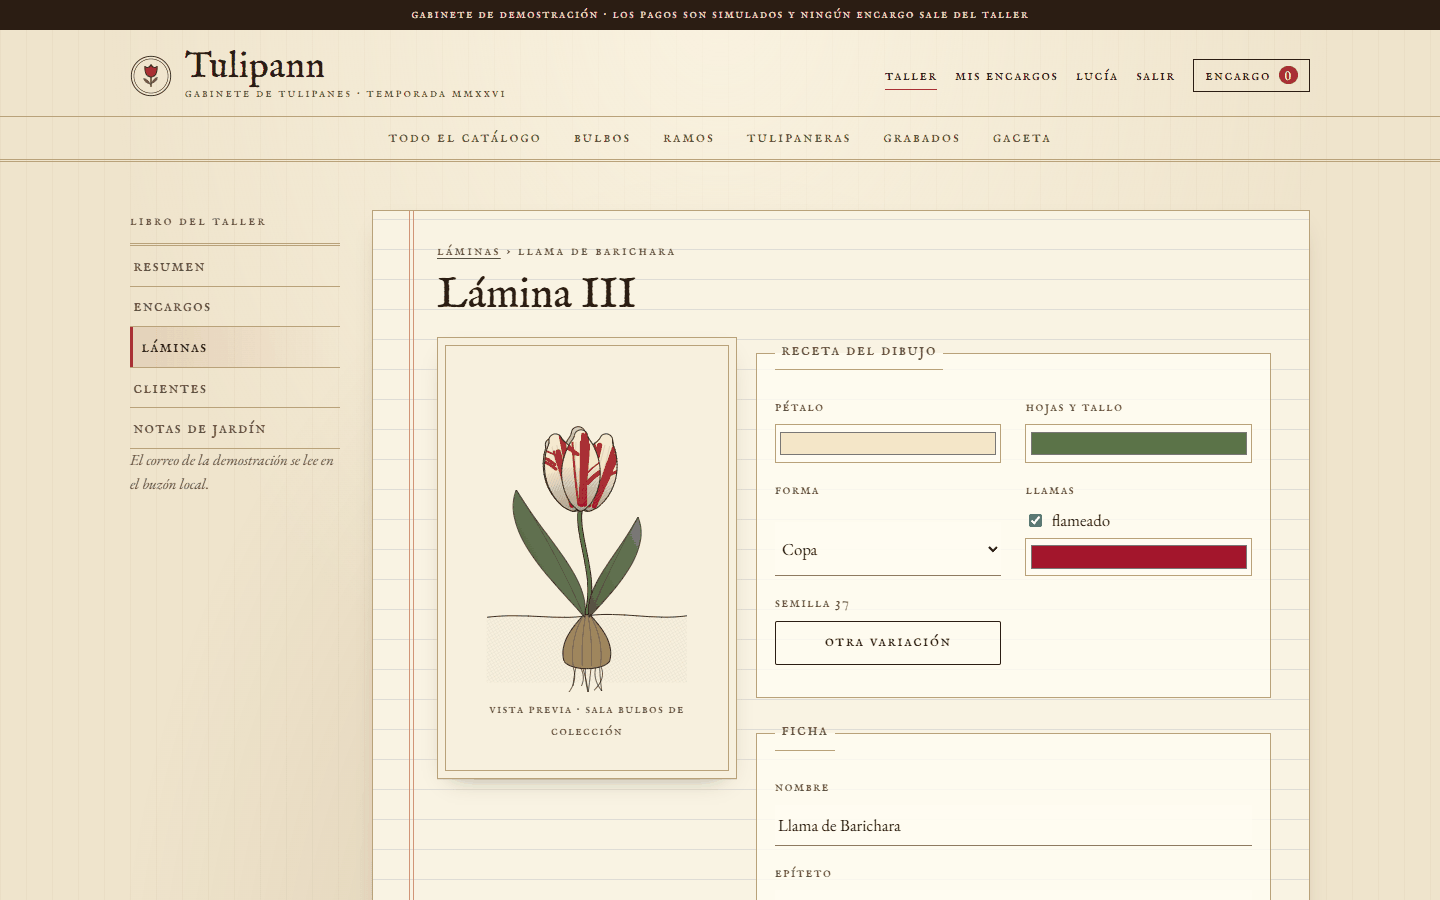 GABINETE DE DEMOSTRACIÓN · LOS PAGOS SON SIMULADOS Y NINGÚN ENCARGO SALE DEL TALLER
Tulipann
GABINETE DE TULIPANES · TEMPORADA MMXXVI
TALLER
MIS ENCARGOS
LUCÍA
SALIR
ENCARGO 0
TODO EL CATÁLOGO
BULBOS
RAMOS
TULIPANERAS
GRABADOS
GACETA
LIBRO DEL TALLER
RESUMEN
ENCARGOS
LÁMINAS
CLIENTES
NOTAS DE JARDÍN
El correo de la demostración se lee en
el buzón local.
LÁMINAS › LLAMA DE BARICHARA
Lámina III
VISTA PREVIA · SALA BULBOS DE
COLECCIÓN
RECETA DEL DIBUJO
PÉTALO
HOJAS Y TALLO
FORMA
Copa
LLAMAS
flameado
SEMILLA 37
OTRA VARIACIÓN
FICHA
NOMBRE
Llama de Barichara
EPÍTETO